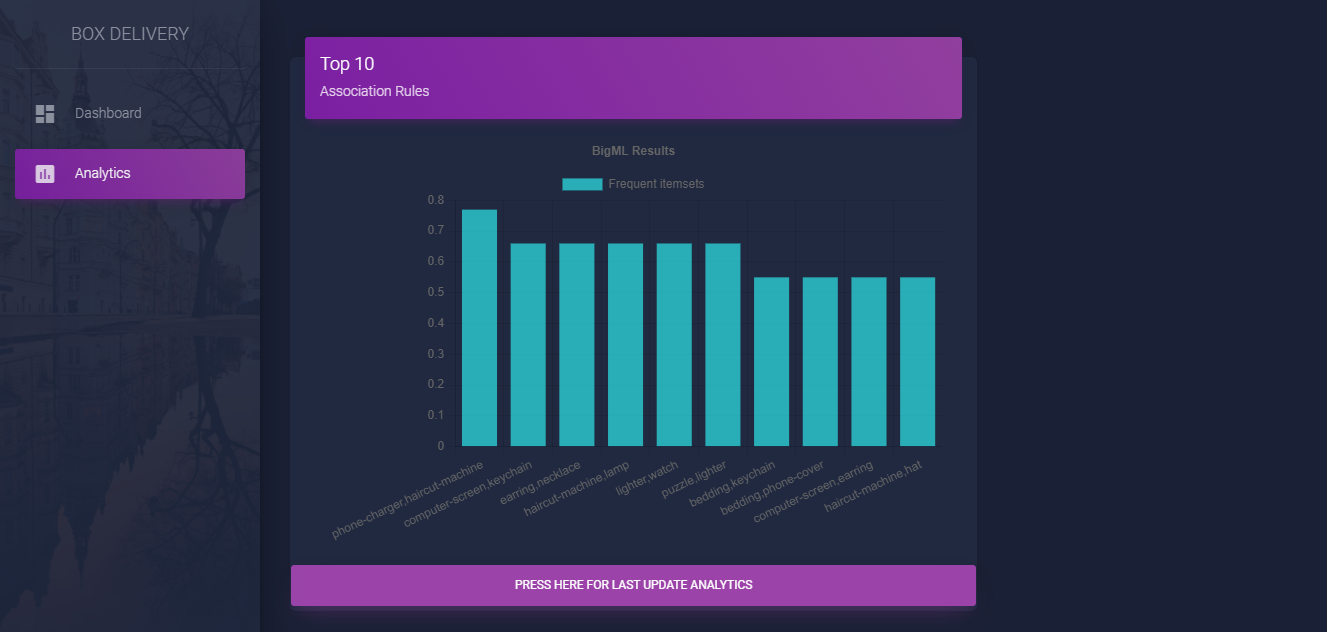 BOX DELIVERY
Dashboard
Analytics
Top 10
Association Rules
BigML Results
Frequent itemsets
0.8
0.7
0.6
0.5
0.4
0.3
0.2
0.1
0
phone-charger,haircut-machine
computer-screen,keychain
earring,necklace
haircut-machine,lamp
lighter,watch
puzzle,lighter
bedding,keychain
bedding,phone-cover
computer-screen,earring
haircut-machine,hat
PRESS HERE FOR LAST UPDATE ANALYTICS